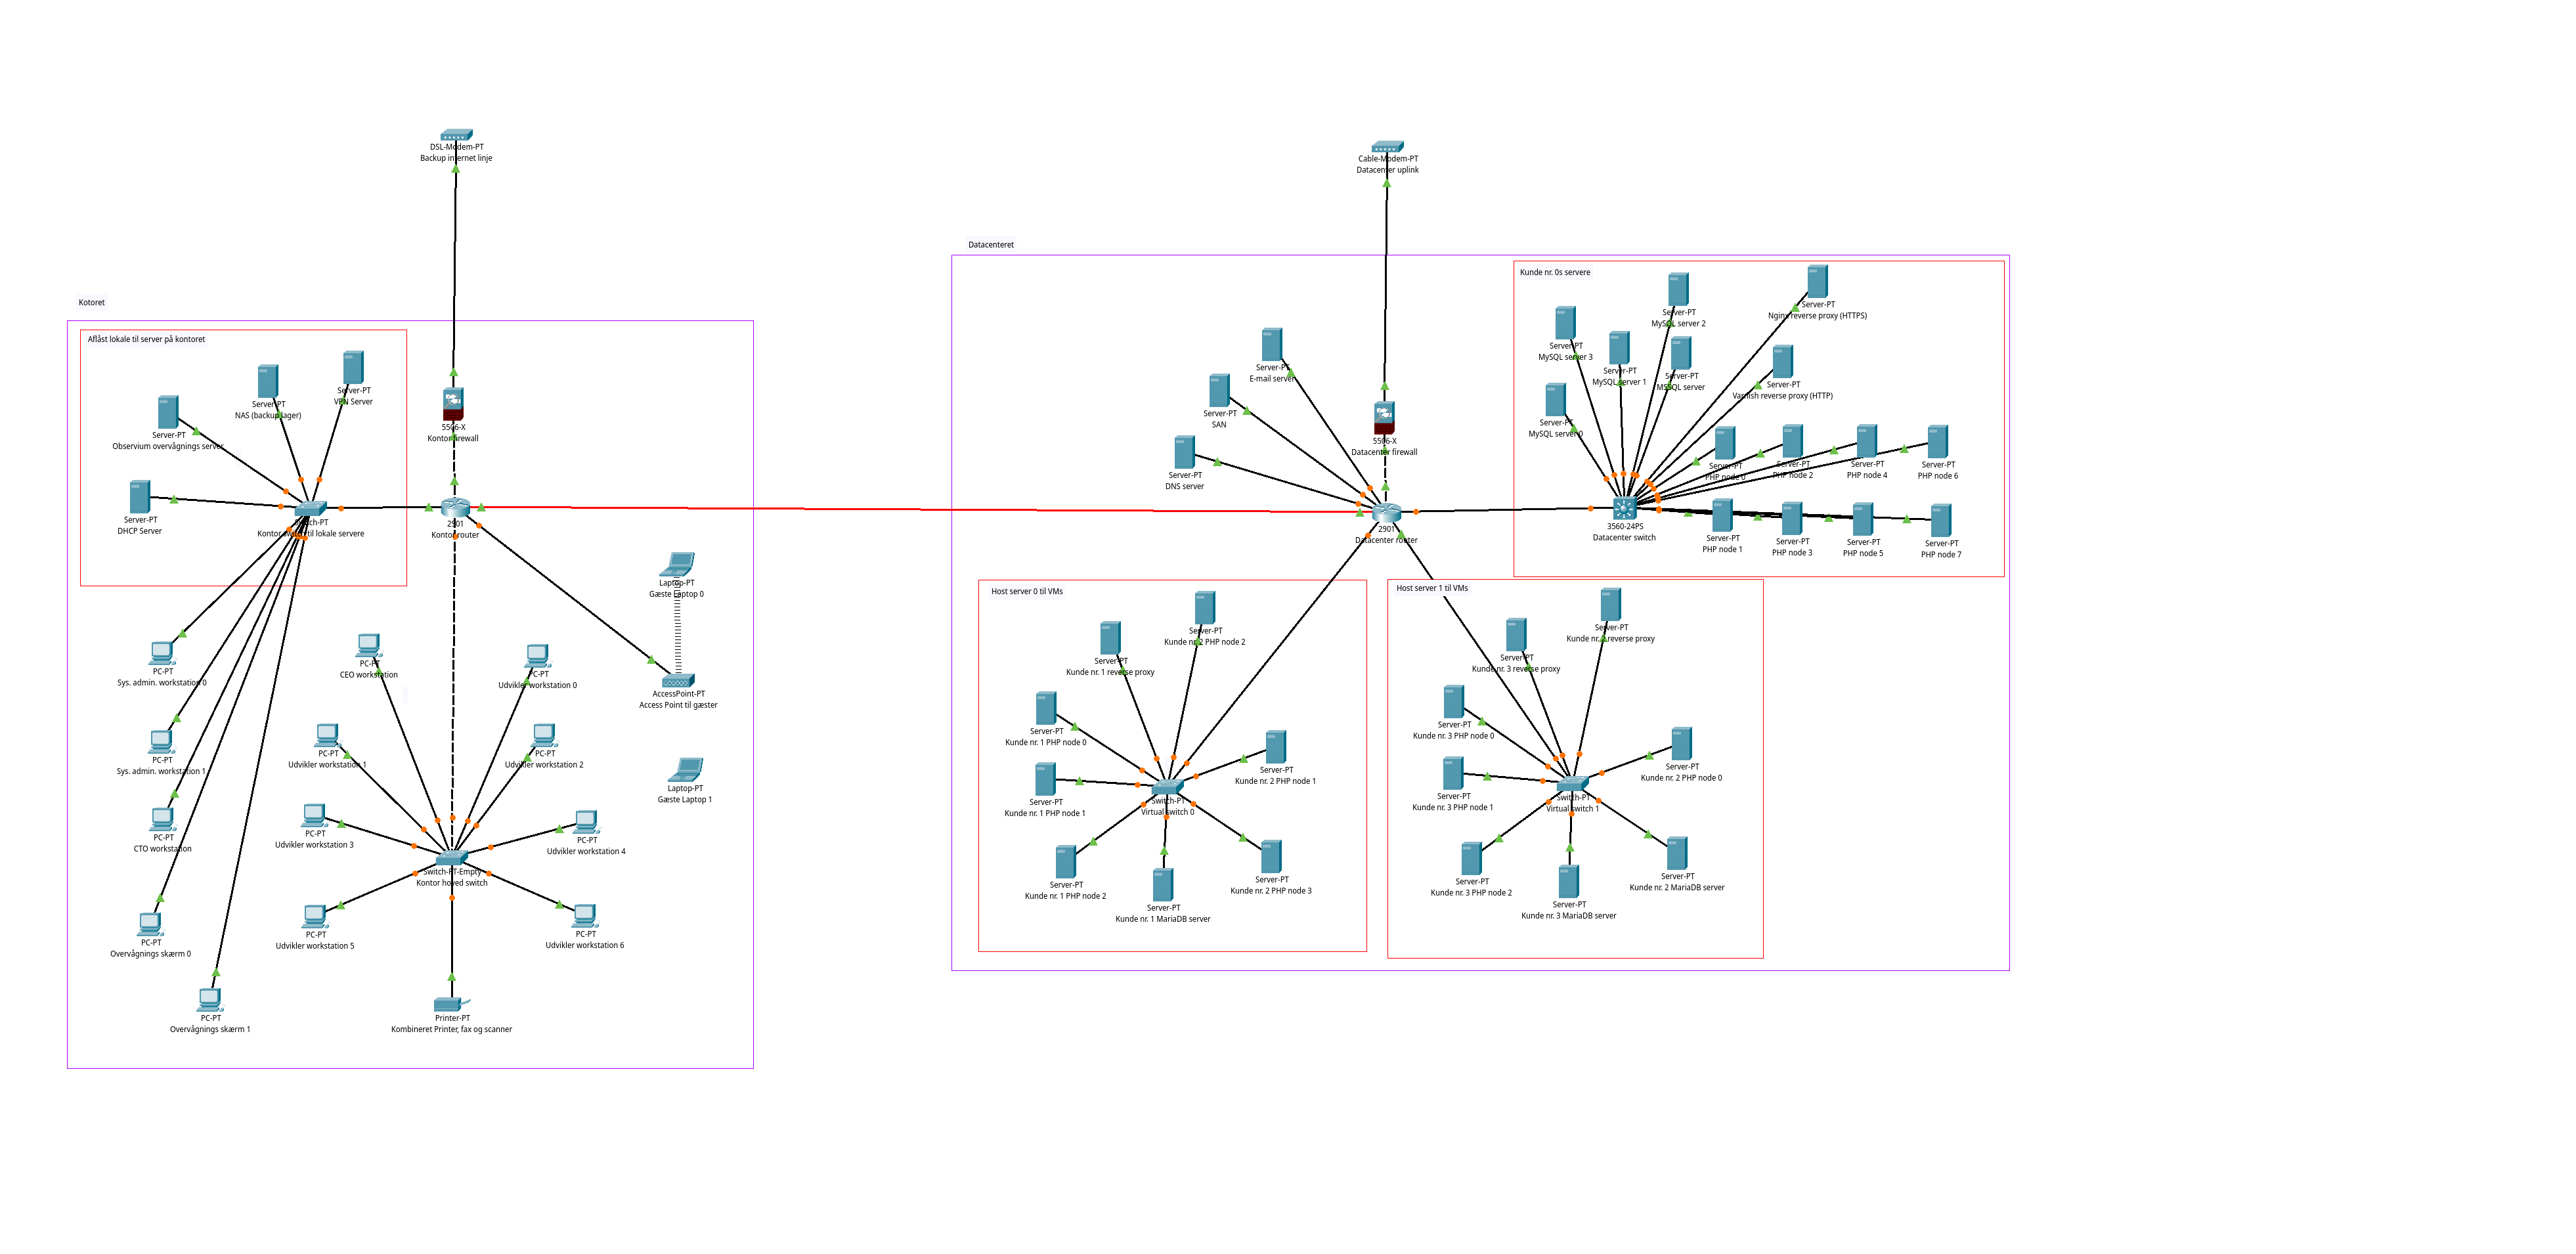 DSL-Modem-PT
Backup internet linje
Cable-Modem-PT
Datacenter uplink
Kotoret
Aflåst lokale til server på kontoret
Server-PT
VPN Server
Server-PT
NAS (backup lager)
Server-PT
Observium overvågnings server
Server-PT
DHCP Server
Switch-PT
Kontor switch til lokale servere
5506-X
Kontor firewall
2901
Kontor router
Laptop-PT
Gæste Laptop 0
AccessPoint-PT
Access Point til gæster
Laptop-PT
Gæste Laptop 1
PC-PT
Sys. admin. workstation 0
PC-PT
Sys. admin. workstation 1
PC-PT
CTO workstation
PC-PT
Overvågnings skærm 0
PC-PT
Overvågnings skærm 1
PC-PT
CEO workstation
PC-PT
Udvikler workstation 0
PC-PT
Udvikler workstation 1
PC-PT
Udvikler workstation 2
PC-PT
Udvikler workstation 3
PC-PT
Udvikler workstation 4
Switch-PT-Empty
Kontor hoved switch
PC-PT
Udvikler workstation 5
PC-PT
Udvikler workstation 6
Printer-PT
Kombineret Printer, fax og scanner
Datacenteret
Server-PT
E-mail server
Server-PT
SAN
Server-PT
DNS server
5506-X
Datacenter firewall
2901
Datacenter router
Kunde nr. 0s servere
Server-PT
MySQL server 2
Server-PT
Nginx reverse proxy (HTTPS)
Server-PT
MySQL server 3
Server-PT
MySQL server 1
Server-PT
MSSQL server
Server-PT
Varnish reverse proxy (HTTP)
Server-PT
MySQL server 0
Server-PT
PHP node 0
Server-PT
PHP node 2
Server-PT
PHP node 4
Server-PT
PHP node 6
3560-24PS
Datacenter switch
Server-PT
PHP node 1
Server-PT
PHP node 3
Server-PT
PHP node 5
Server-PT
PHP node 7
Host server 0 til VMs
Server-PT
Kunde nr. 2 PHP node 2
Server-PT
Kunde nr. 1 reverse proxy
Server-PT
Kunde nr. 1 PHP node 0
Server-PT
Kunde nr. 2 PHP node 1
Server-PT
Kunde nr. 1 PHP node 1
Switch-PT
Virtual switch 0
Server-PT
Kunde nr. 1 PHP node 2
Server-PT
Kunde nr. 2 PHP node 3
Server-PT
Kunde nr. 1 MariaDB server
Host server 1 til VMs
Server-PT
Kunde nr. 2 reverse proxy
Server-PT
Kunde nr. 3 reverse proxy
Server-PT
Kunde nr. 3 PHP node 0
Server-PT
Kunde nr. 2 PHP node 0
Server-PT
Kunde nr. 3 PHP node 1
Switch-PT
Virtual switch 1
Server-PT
Kunde nr. 3 PHP node 2
Server-PT
Kunde nr. 2 MariaDB server
Server-PT
Kunde nr. 3 MariaDB server